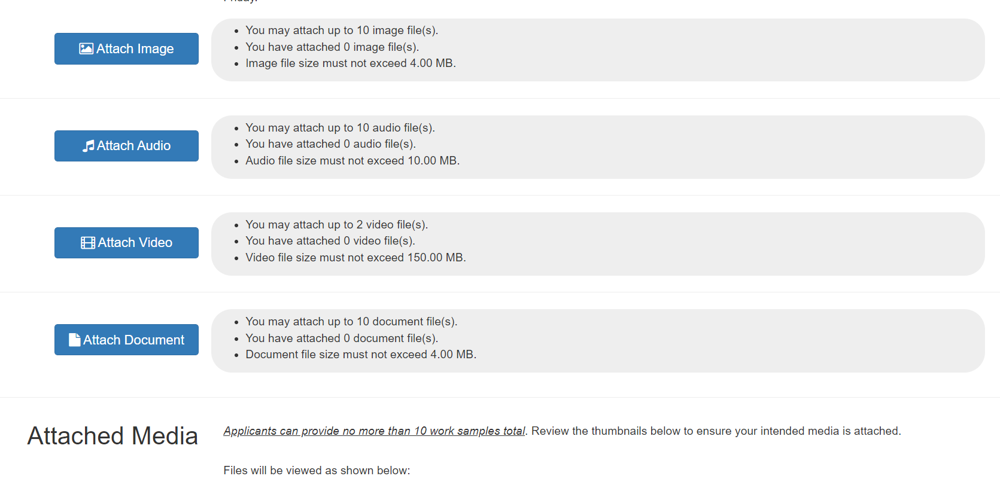 Attach Image
You may attach up to 10 image file(s).
You have attached 0 image file(s).
Image file size must not exceed 4.00 MB.
Attach Audio
You may attach up to 10 audio file(s).
You have attached 0 audio file(s).
Audio file size must not exceed 10.00 MB.
Attach Video
You may attach up to 2 video file(s).
You have attached 0 video file(s).
Video file size must not exceed 150.00 MB.
Attach Document
You may attach up to 10 document file(s).
You have attached 0 document file(s).
Document file size must not exceed 4.00 MB.
Attached Media
Applicants can provide no more than 10 work samples total. Review the thumbnails below to ensure your intended media is attached.
Files will be viewed as shown below: